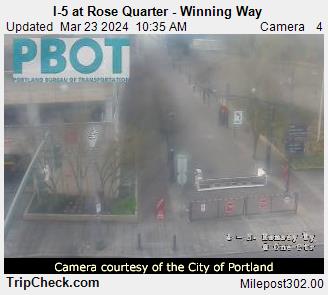 I-5 at Rose Quarter - Winning Way
Updated Mar 23 2024 10:35 AM Camera 4
PBOT
PORTLAND BUREAU OF TRANSPORTATION
Camera courtesy of the City of Portland
TripCheck.com Milepost302.00